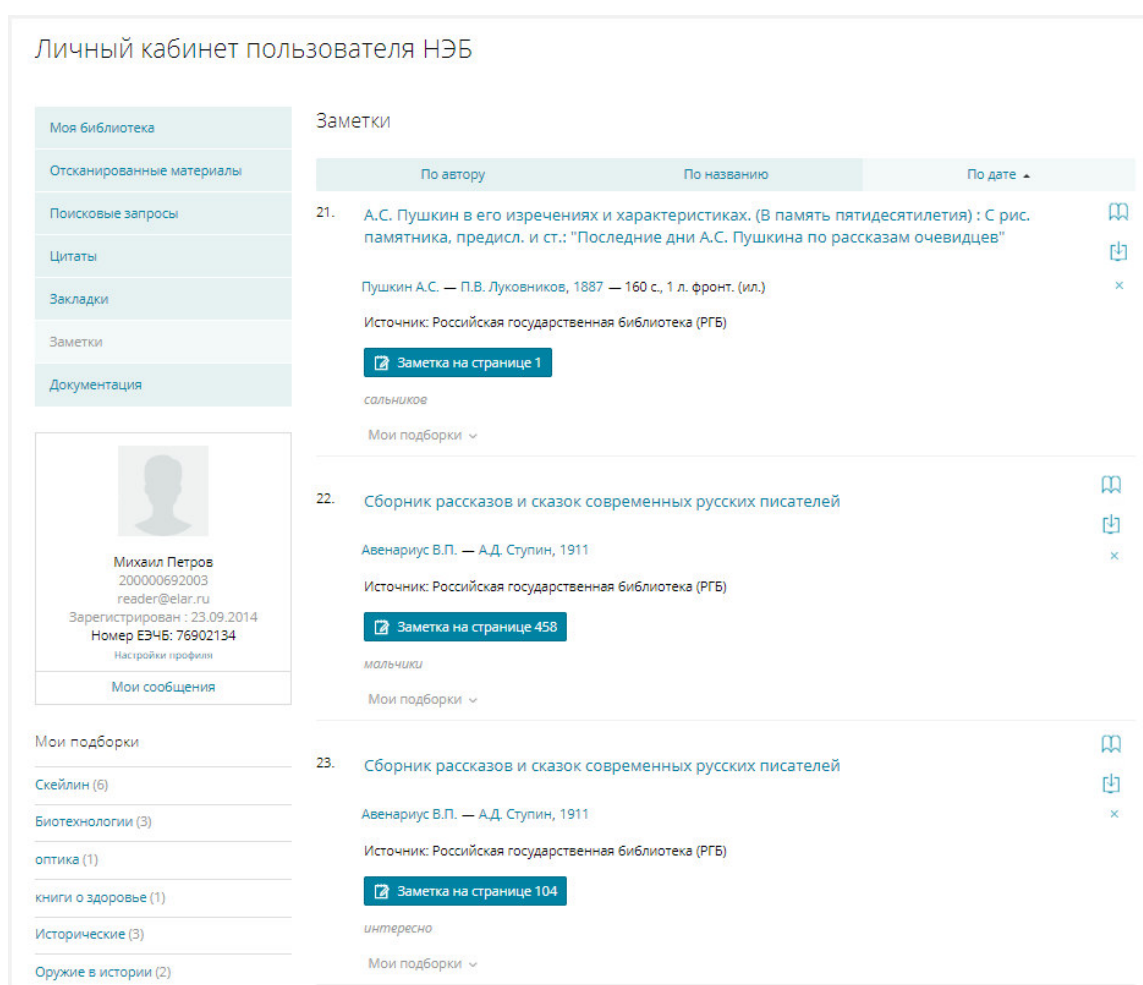 Личный кабинет пользователя НЭБ
Моя библиотека
Отсканированные материалы
Поисковые запросы
Цитаты
Закладки
Заметки
Документация
Михаил Петров
200000692003
reader@elar.ru
Зарегистрирован : 23.09.2014
Номер ЕЭЧБ: 76902134
Настройки профиля
Мои сообщения
Мои подборки
Скейлин (6)
Биотехнологии (3)
оптика (1)
книги о здоровье (1)
Исторические (3)
Оружие в истории (2)
Заметки
По автору По названию По дате
21. А.С. Пушкин в его изречениях и характеристиках. (В память пятидесятилетия) : С рис.
памятника, предисл. и ст.: "Последние дни А.С. Пушкина по рассказам очевидцев"
Пушкин А.С. — П.В. Луковников, 1887 — 160 с., 1 л. фронт. (ил.)
Источник: Российская государственная библиотека (РГБ)
Заметка на странице 1
сальников
Мои подборки
22. Сборник рассказов и сказок современных русских писателей
Авенариус В.П. — А.Д. Ступин, 1911
Источник: Российская государственная библиотека (РГБ)
Заметка на странице 458
мальчики
Мои подборки
23. Сборник рассказов и сказок современных русских писателей
Авенариус В.П. — А.Д. Ступин, 1911
Источник: Российская государственная библиотека (РГБ)
Заметка на странице 104
интересно
Мои подборки